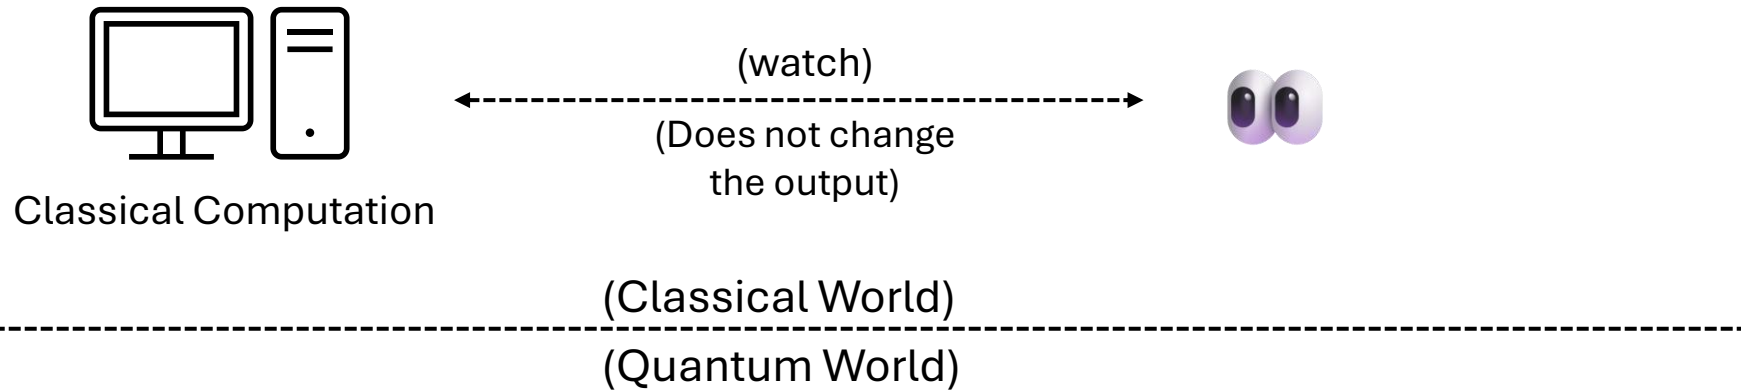 (watch)
(Does not change
the output)
Classical Computation
(Classical World)
(Quantum World)